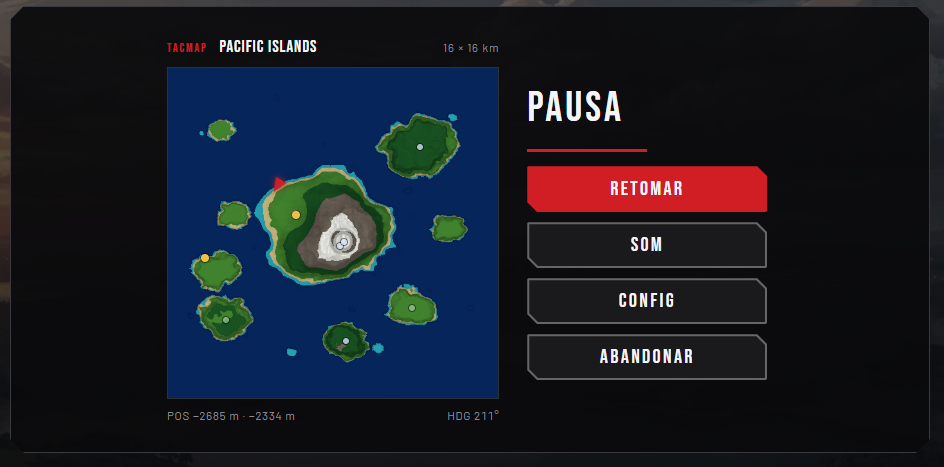 TACMAP PACIFIC ISLANDS 16 × 16 km
PAUSA
RETOMAR
SOM
CONFIG
ABANDONAR
POS −2685 m · −2334 m HDG 211°